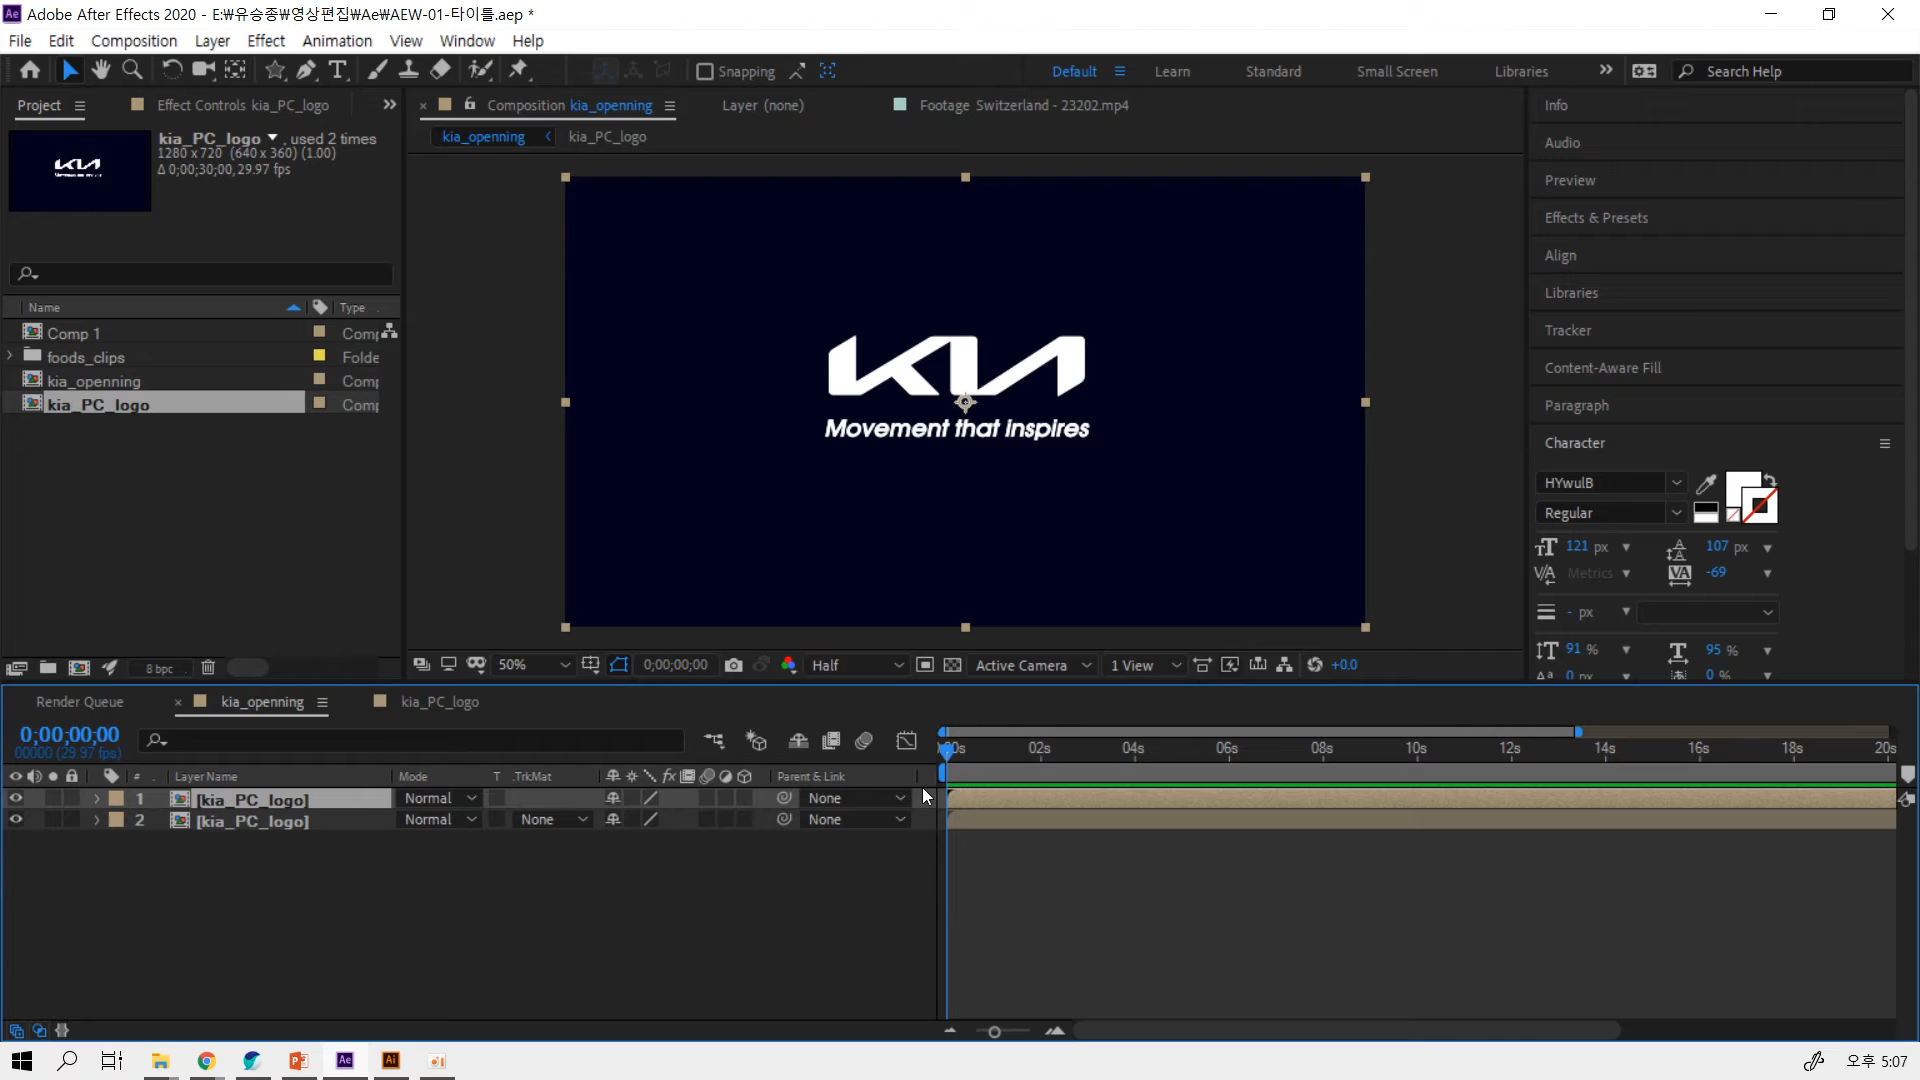 Adobe After Effects 2020 - E:₩유승종₩영상편집₩Ae₩AEW-01-타이틀.aep *
File Edit Composition Layer Effect Animation View Window Help
Snapping Default Learn Standard Small Screen Libraries Search Help
Project Effect Controls kia_PC_logo Composition kia_openning Layer (none) Footage Switzerland - 23202.mp4 Info
kia_PC_logo , used 2 times
1280 x 720 (640 x 360) (1.00)
Δ 0;00;30;00, 29.97 fps
kia_openning kia_PC_logo
Audio
Preview
Effects & Presets
Align
Libraries
Tracker
Content-Aware Fill
Paragraph
Character
Name Type
Comp 1 Comp
foods_clips Folde
kia_openning Comp
kia_PC_logo Comp
KIA
Movement that inspires
HYwulB
Regular
121 px 107 px
Metrics -69
- px
91 % 95 %
0 px 0 %
8 bpc 50% 0;00;00;00 Half Active Camera 1 View +0.0
Render Queue kia_openning kia_PC_logo
0;00;00;00
00000 (29.97 fps)
00s 02s 04s 06s 08s 10s 12s 14s 16s 18s 20s
# Layer Name Mode T .TrkMat fx Parent & Link
1 [kia_PC_logo] Normal None
2 [kia_PC_logo] Normal None None
오후 5:07